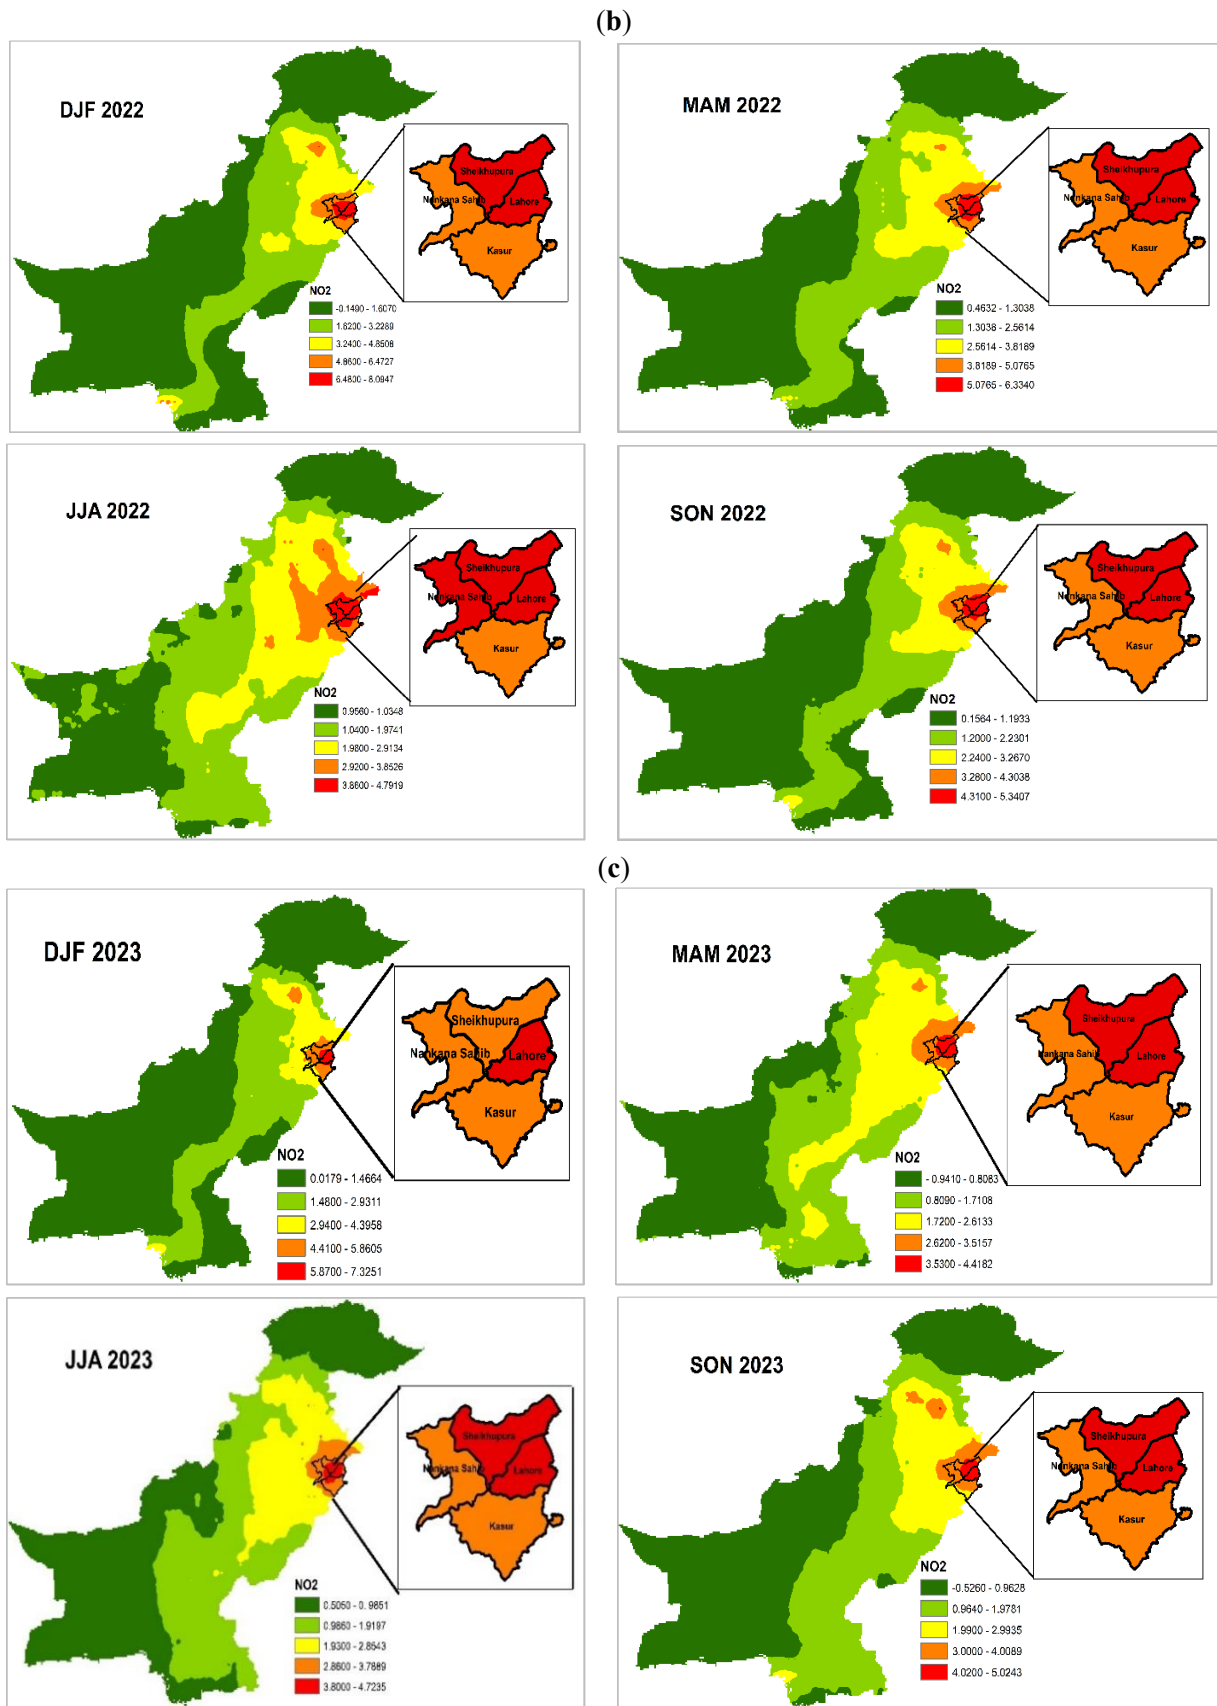 (b)
DJF 2022
Sheikhupura
Nenkana Sahib
Lahore
Kasur
NO2
-0.1490 - 1.6070
1.6200 - 3.2289
3.2400 - 4.8508
4.8600 - 6.4727
6.4800 - 8.0947
MAM 2022
Sheikhupura
Nenkana Sahib
Lahore
Kasur
NO2
0.4632 - 1.3038
1.3038 - 2.5614
2.5614 - 3.8189
3.8189 - 5.0765
5.0765 - 6.3340
JJA 2022
Sheikhupura
Nenkana Sahib
Lahore
Kasur
NO2
0.9560 - 1.0348
1.0400 - 1.9741
1.9800 - 2.9134
2.9200 - 3.8526
3.8600 - 4.7919
SON 2022
Sheikhupura
Nenkana Sahib
Lahore
Kasur
NO2
0.1564 - 1.1933
1.2000 - 2.2301
2.2400 - 3.2670
3.2800 - 4.3038
4.3100 - 5.3407
(c)
DJF 2023
Sheikhupura
Nankana Sahib
Lahore
Kasur
NO2
0.0179 - 1.4664
1.4800 - 2.9311
2.9400 - 4.3958
4.4100 - 5.8605
5.8700 - 7.3251
MAM 2023
Sheikhupura
Nankana Sahib
Lahore
Kasur
NO2
-0.9410 - 0.8083
0.8090 - 1.7108
1.7200 - 2.6133
2.6200 - 3.5157
3.5300 - 4.4182
JJA 2023
Sheikhupura
Nenkana Sahib
Lahore
Kasur
NO2
0.5050 - 0.9851
0.9860 - 1.9197
1.9300 - 2.8543
2.8600 - 3.7889
3.8000 - 4.7235
SON 2023
Sheikhupura
Nenkana Sahib
Lahore
Kasur
NO2
-0.5260 - 0.9628
0.9640 - 1.9781
1.9900 - 2.9935
3.0000 - 4.0089
4.0200 - 5.0243